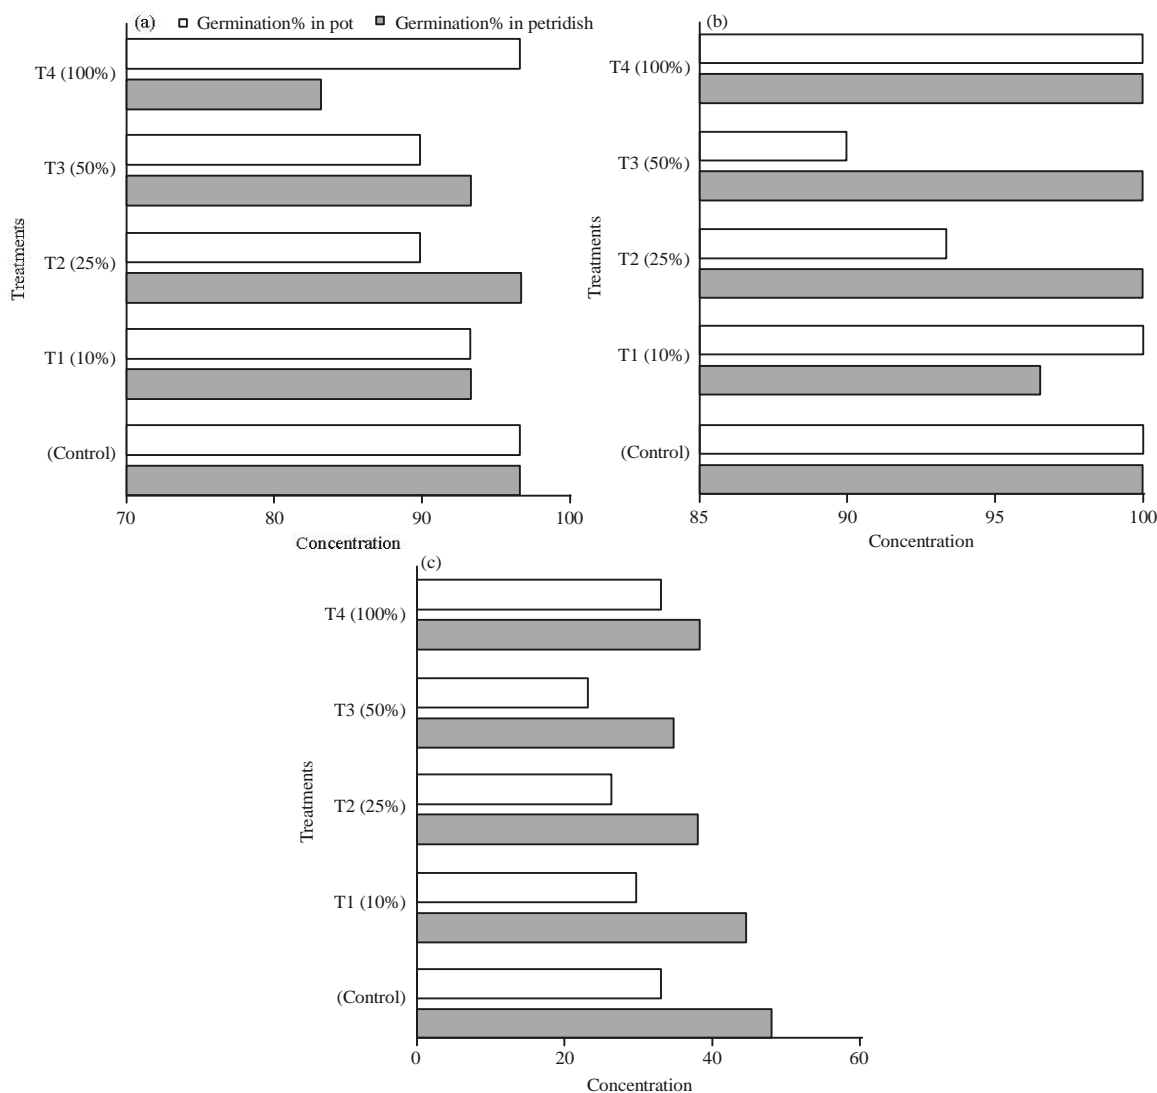 (a) Germination% in pot Germination% in petridish
T4 (100%)
T3 (50%)
T2 (25%)
T1 (10%)
(Control)
Treatments
70 80 90 100
Concentration
(b)
T4 (100%)
T3 (50%)
T2 (25%)
T1 (10%)
(Control)
Treatments
85 90 95 100
Concentration
(c)
T4 (100%)
T3 (50%)
T2 (25%)
T1 (10%)
(Control)
Treatments
0 20 40 60
Concentration